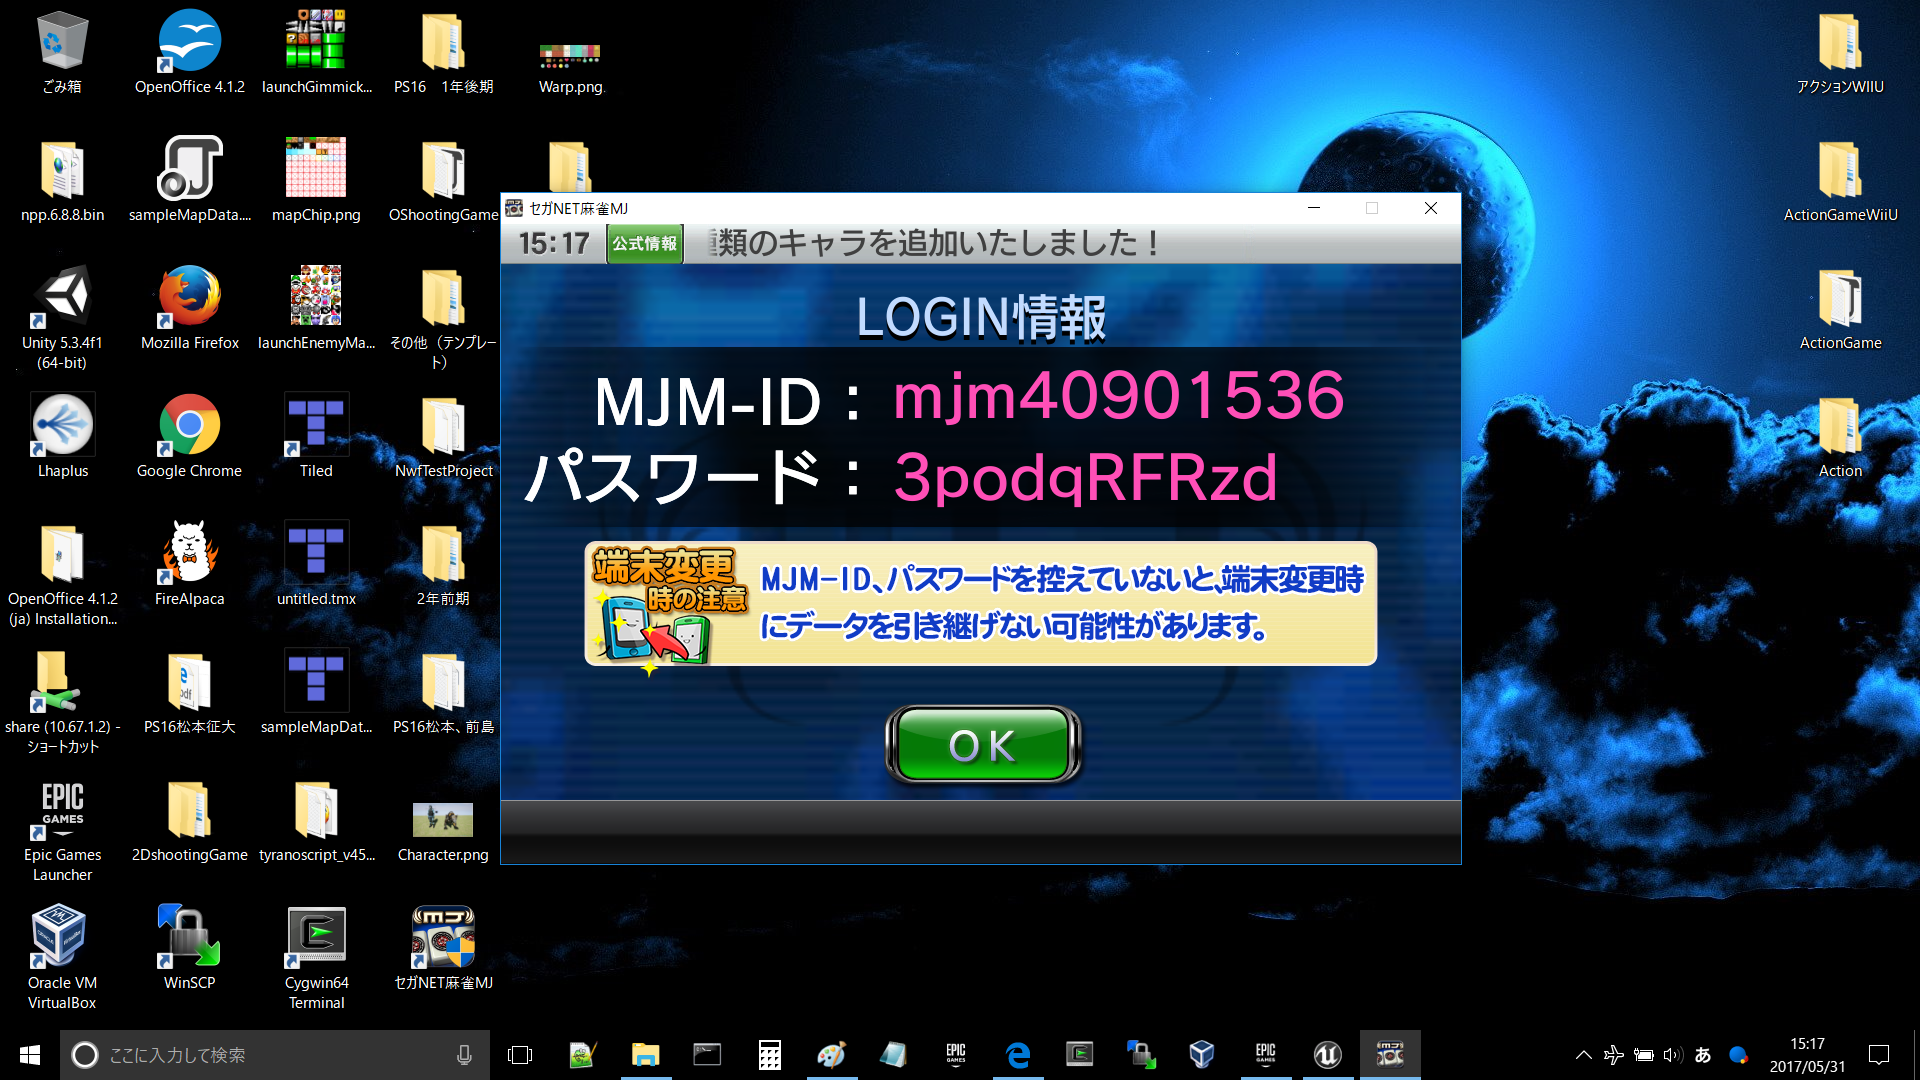 ごみ箱
OpenOffice 4.1.2
launchGimmick...
PS16　1年後期
Warp.png
アクションWIIU
npp.6.8.8.bin
sampleMapData....
mapChip.png
OShootingGame
ActionGameWiiU
セガNET麻雀MJ
15:17
公式情報
類のキャラを追加いたしました！
LOGIN情報
MJM-ID：mjm40901536
パスワード：3podqRFRzd
端末変更
時の注意
MJM-ID、パスワードを控えていないと、端末変更時
にデータを引き継げない可能性があります。
OK
Unity 5.3.4f1
(64-bit)
Mozilla Firefox
launchEnemyMa...
その他（テンプレー
ト）
ActionGame
Lhaplus
Google Chrome
Tiled
NwfTestProject
Action
OpenOffice 4.1.2
(ja) Installation...
FireAlpaca
untitled.tmx
2年前期
share (10.67.1.2) -
ショートカット
PS16松本征大
sampleMapDat...
PS16松本、前島
EPIC
GAMES
Epic Games
Launcher
2DshootingGame
tyranoscript_v45...
Character.png
Oracle VM
VirtualBox
WinSCP
Cygwin64
Terminal
MJ
セガNET麻雀MJ
ここに入力して検索
EPIC
GAMES
EPIC
GAMES
あ
15:17
2017/05/31